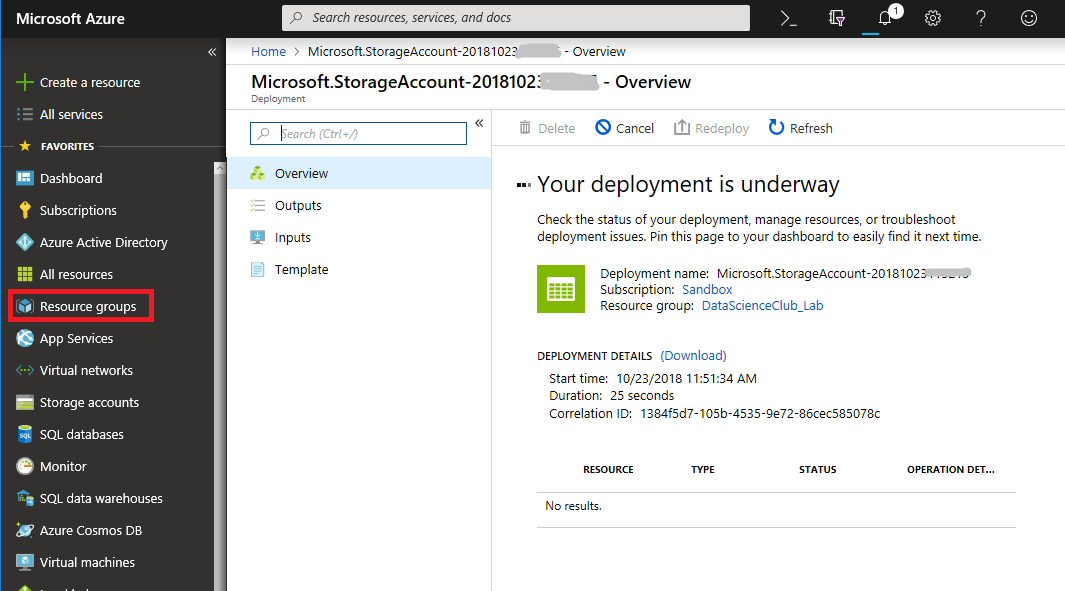 Microsoft Azure
Search resources, services, and docs
1
Home > Microsoft.StorageAccount-20181023 - Overview
Microsoft.StorageAccount-20181023 - Overview
Deployment
Create a resource
All services
FAVORITES
Dashboard
Subscriptions
Azure Active Directory
All resources
Resource groups
App Services
Virtual networks
Storage accounts
SQL databases
Monitor
SQL data warehouses
Azure Cosmos DB
Virtual machines
Search (Ctrl+/)
Overview
Outputs
Inputs
Template
Delete Cancel Redeploy Refresh
Your deployment is underway
Check the status of your deployment, manage resources, or troubleshoot
deployment issues. Pin this page to your dashboard to easily find it next time.
Deployment name: Microsoft.StorageAccount-20181023
Subscription: Sandbox
Resource group: DataScienceClub_Lab
DEPLOYMENT DETAILS (Download)
Start time: 10/23/2018 11:51:34 AM
Duration: 25 seconds
Correlation ID: 1384f5d7-105b-4535-9e72-86cec585078c
RESOURCE TYPE STATUS OPERATION DET...
No results.